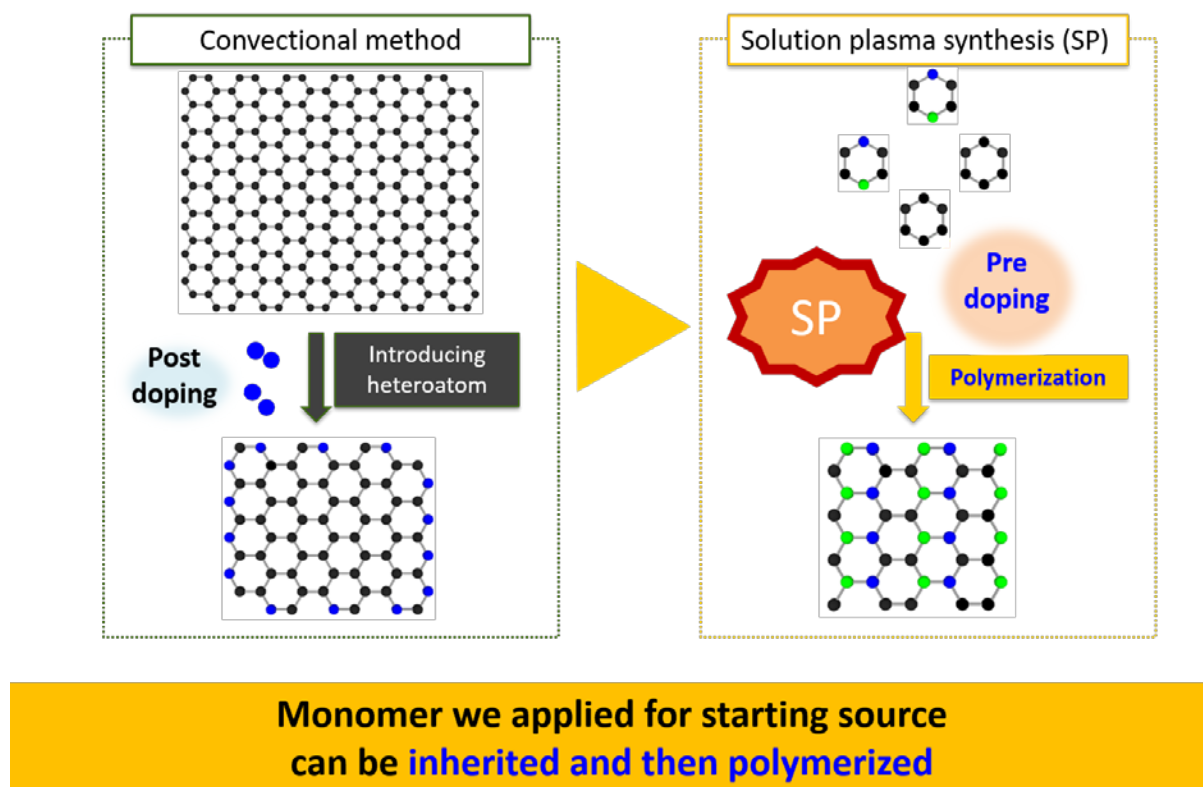 Convectional method
Solution plasma synthesis (SP)
Post
doping
Introducing
heteroatom
SP
Pre
doping
Polymerization
Monomer we applied for starting source
can be inherited and then polymerized